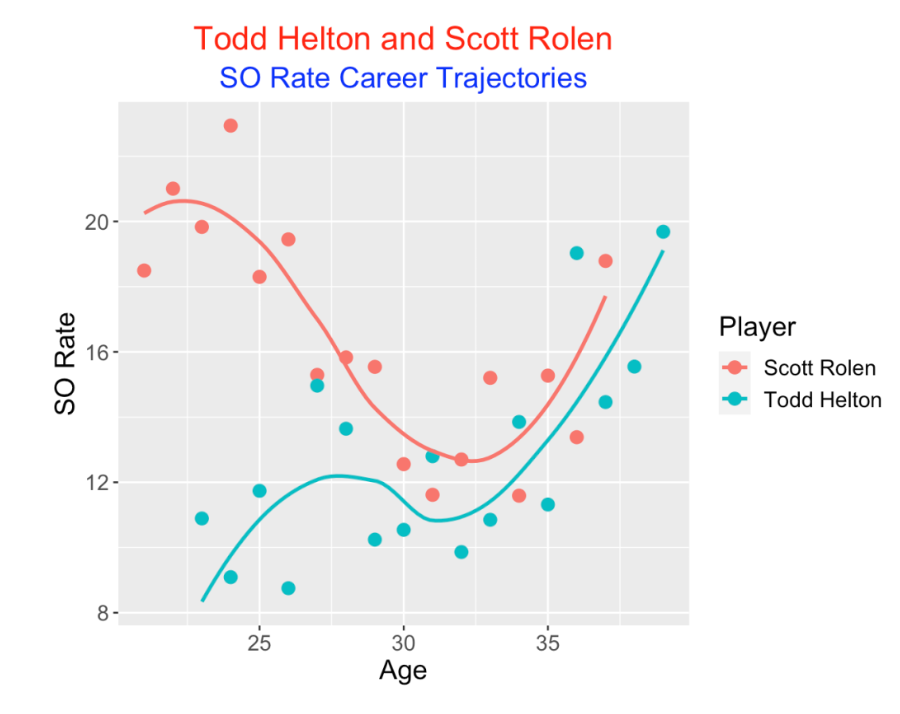 Todd Helton and Scott Rolen
SO Rate Career Trajectories
20
16
12
8
SO Rate
25 30 35
Age
Player
Scott Rolen
Todd Helton